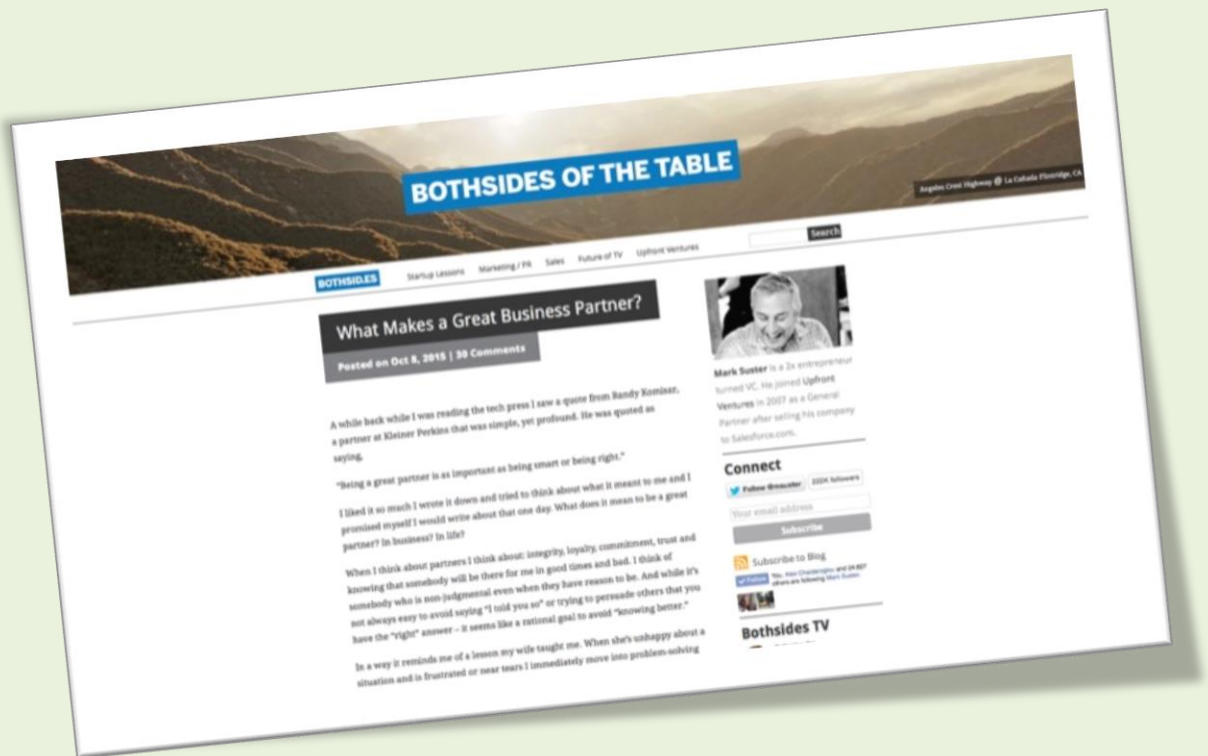 BOTHSIDES OF THE TABLE
Angeles Crest Highway @ La Cañada Flintridge, CA
Search
BOTHSID.ES
Startup Lessons
Marketing / PR
Sales
Future of TV
Upfront Ventures
What Makes a Great Business Partner?
Posted on Oct 8, 2015 | 30 Comments
A while back while I was reading the tech press I saw a quote from Randy Komisar,
a partner at Kleiner Perkins that was simple, yet profound. He was quoted as
saying,
“Being a great partner is as important as being smart or being right.”
I liked it so much I wrote it down and tried to think about what it meant to me and I
promised myself I would write about that one day. What does it mean to be a great
partner? In business? In life?
When I think about partners I think about: integrity, loyalty, commitment, trust and
knowing that somebody will be there for me in good times and bad. I think of
somebody who is non-judgmental even when they have reason to be. And while it's
not always easy to avoid saying “I told you so” or trying to persuade others that you
have the “right” answer – it seems like a rational goal to avoid “knowing better.”
In a way it reminds me of a lesson my wife taught me. When she's unhappy about a
situation and is frustrated or near tears I immediately move into problem-solving
Mark Suster is a 2x entrepreneur
turned VC. He joined Upfront
Ventures in 2007 as a General
Partner after selling his company
to Salesforce.com.
Connect
Follow @msuster
followers
Your email address
Subscribe
Subscribe to Blog
Follow
others are following Mark Suster.
Bothsides TV